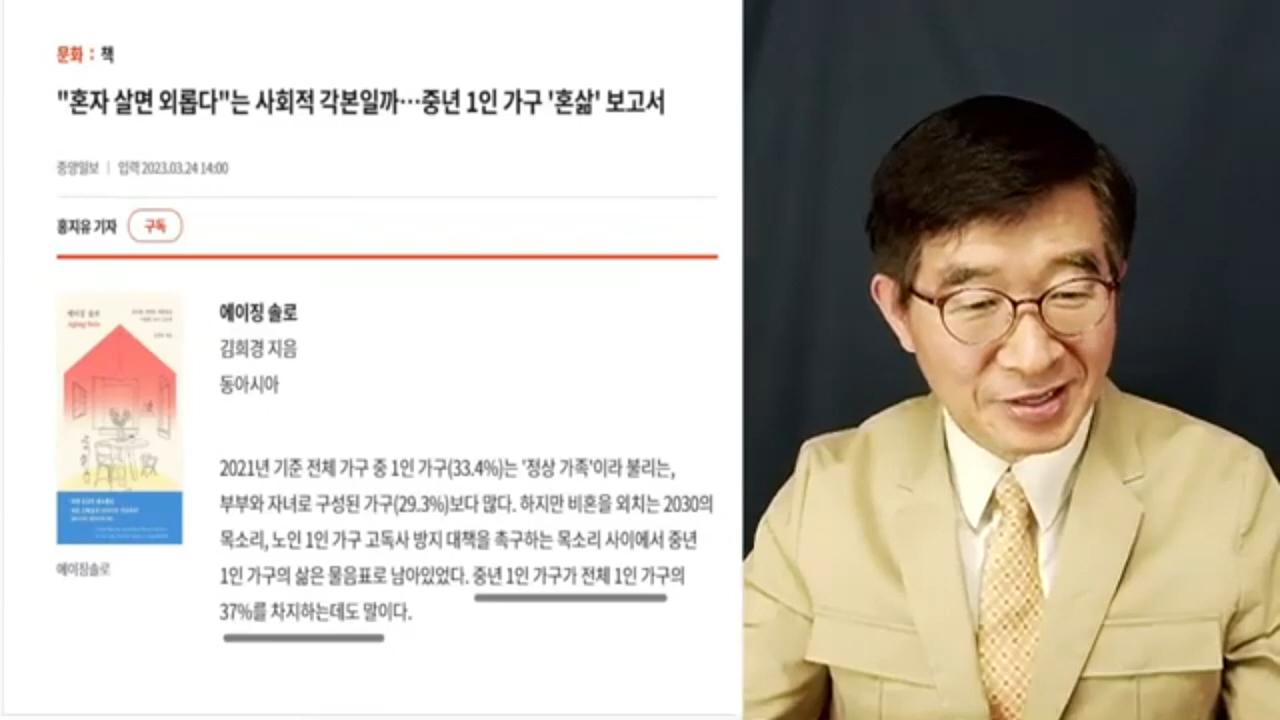 문화 : 책
"혼자 살면 외롭다"는 사회적 각본일까…중년 1인 가구 '혼삶' 보고서
중앙일보 | 입력 2023.03.24 14:00
홍지유 기자 구독
에이징 솔로
Aging Solo
에이징 솔로
김희경 지음
동아시아
2021년 기준 전체 가구 중 1인 가구(33.4%)는 '정상 가족'이라 불리는,
부부와 자녀로 구성된 가구(29.3%)보다 많다. 하지만 비혼을 외치는 2030의
목소리, 노인 1인 가구 고독사 방지 대책을 촉구하는 목소리 사이에서 중년
1인 가구의 삶은 물음표로 남아있었다. 중년 1인 가구가 전체 1인 가구의
37%를 차지하는데도 말이다.
에이징솔로